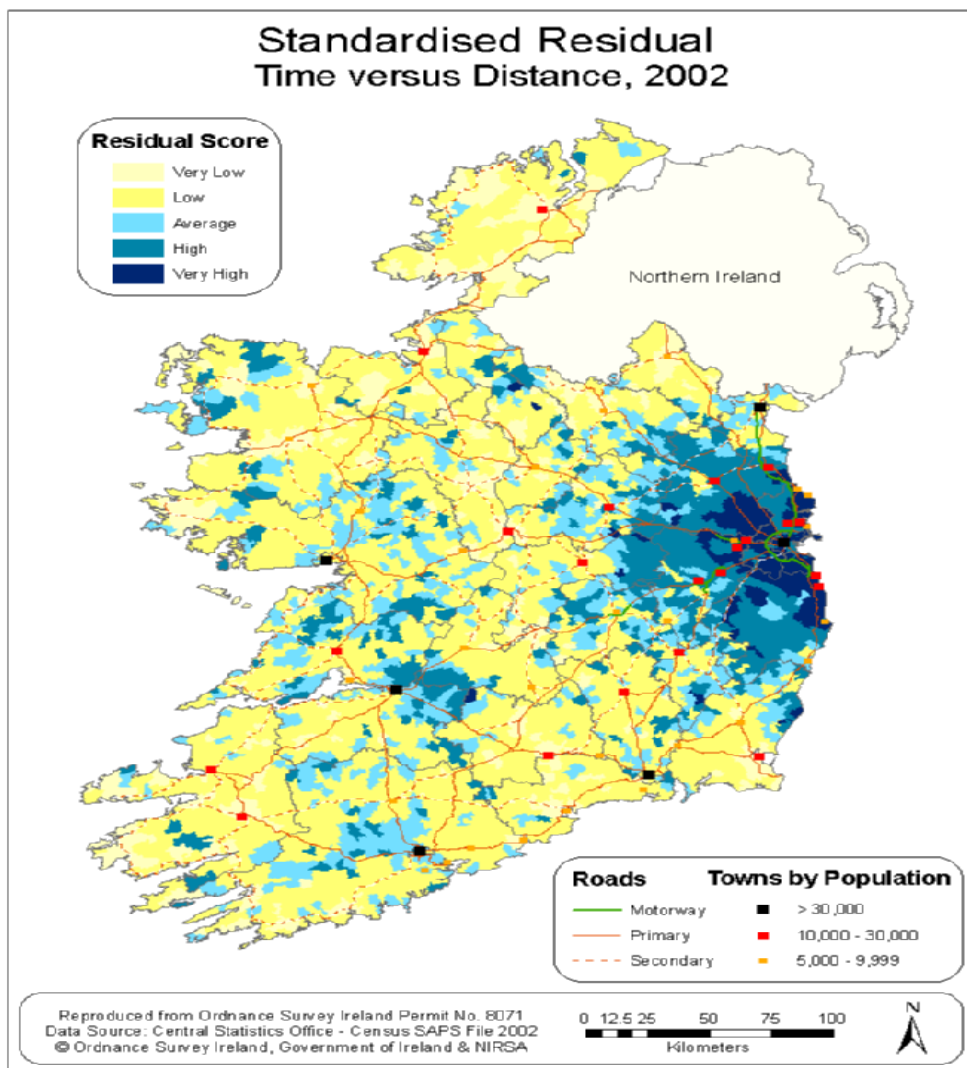 Standardised Residual
Time versus Distance, 2002
Residual Score
Very Low
Low
Average
High
Very High
Northern Ireland
Roads
Motorway
Primary
Secondary
Towns by Population
> 30,000
10,000 - 30,000
5,000 - 9,999
Reproduced from Ordnance Survey Ireland Permit No. 8071
Data Source: Central Statistics Office - Census SAPS File 2002
© Ordnance Survey Ireland, Government of Ireland & NIRSA
0 12.5 25 50 75 100
Kilometers
N